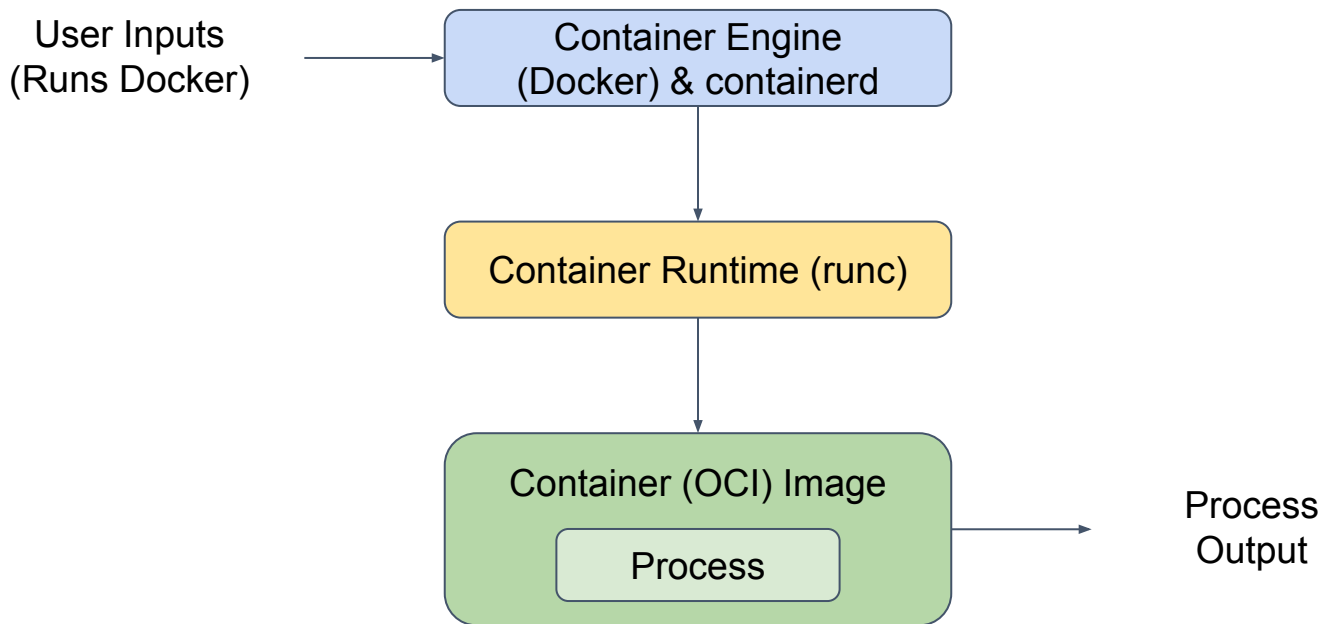 User Inputs
(Runs Docker)
Container Engine
(Docker) & containerd
Container Runtime (runc)
Container (OCI) Image
Process
Process
Output